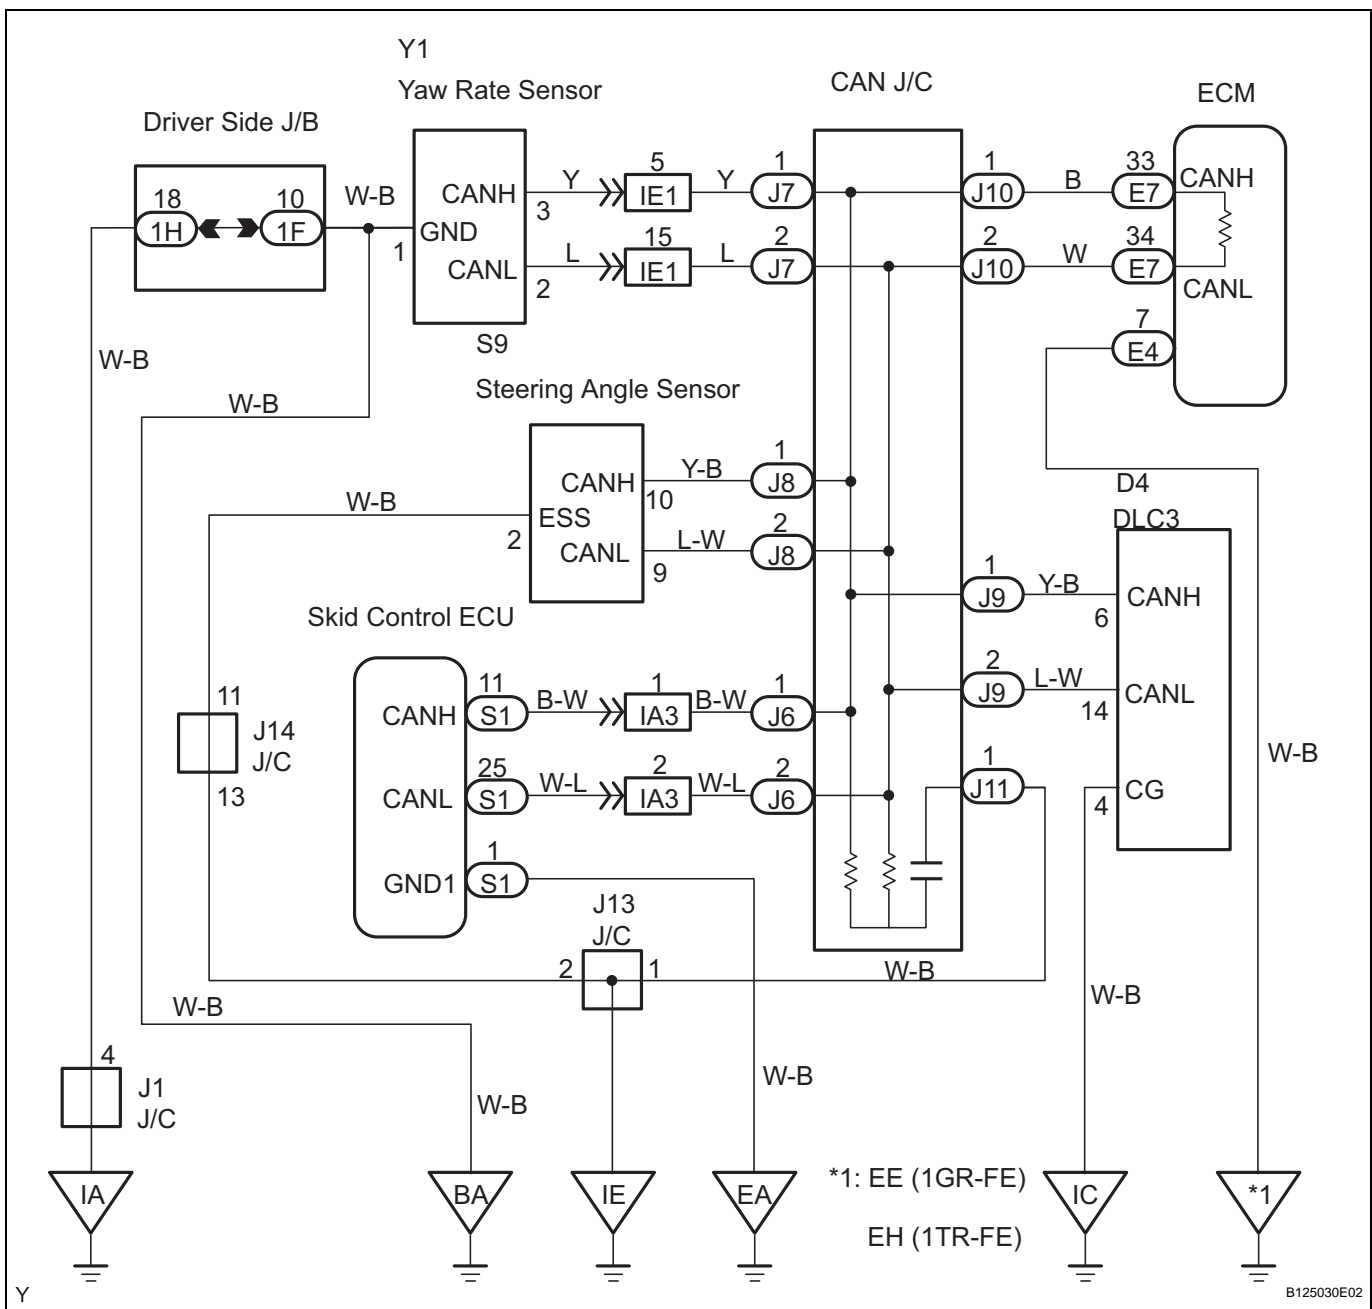 Y1
Yaw Rate Sensor
CAN J/C
ECM
Driver Side J/B
18
1H
10
1F
W-B
1
GND
CANH
3
CANL
2
Y
5
IE1
Y
1
J7
L
15
IE1
L
2
J7
1
J10
B
33
E7
CANH
2
J10
W
34
E7
CANL
7
E4
S9
Steering Angle Sensor
W-B
W-B
W-B
2
ESS
CANH
10
Y-B
1
J8
CANL
9
L-W
2
J8
D4
DLC3
1
J9
Y-B
6
CANH
2
J9
L-W
14
CANL
1
J11
4
CG
W-B
Skid Control ECU
CANH
11
S1
B-W
1
IA3
B-W
1
J6
CANL
25
S1
W-L
2
IA3
W-L
2
J6
GND1
1
S1
11
J14
J/C
13
J13
J/C
2
1
W-B
W-B
W-B
4
J1
J/C
W-B
W-B
IA
BA
IE
EA
*1: EE (1GR-FE)
EH (1TR-FE)
IC
*1
Y
B125030E02